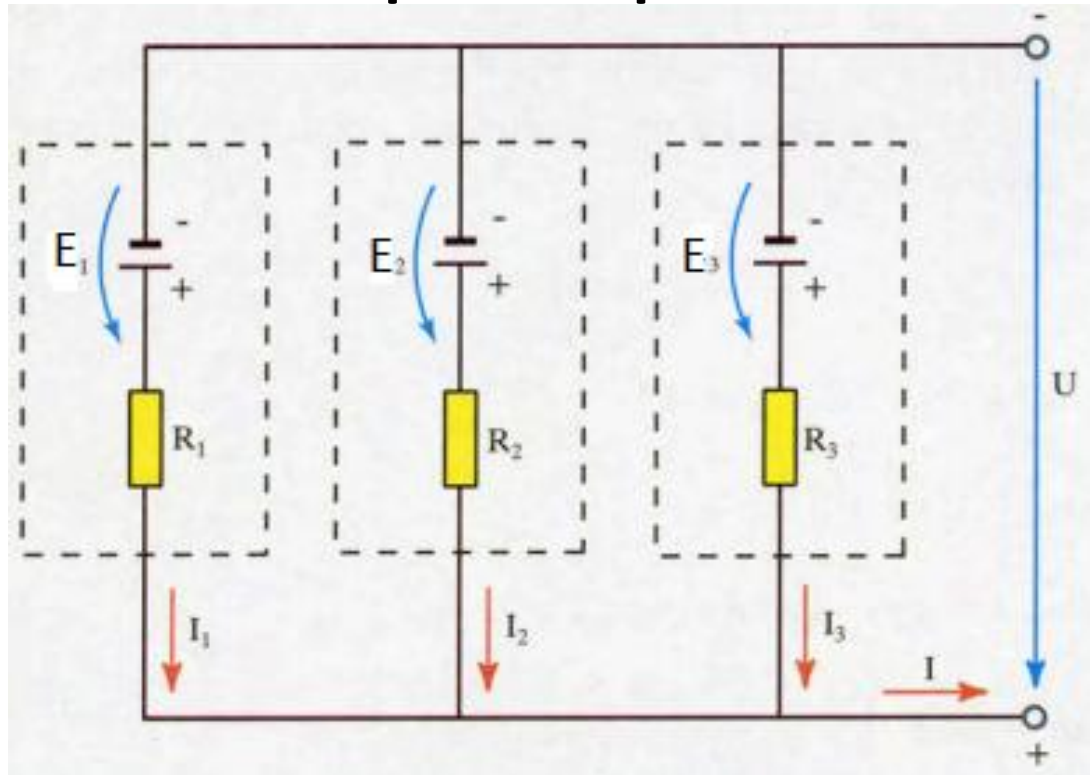 -
E₁
-
+
R₁
I₁
E₂
-
+
R₂
I₂
E₃
-
+
R₃
I₃
I
U
+